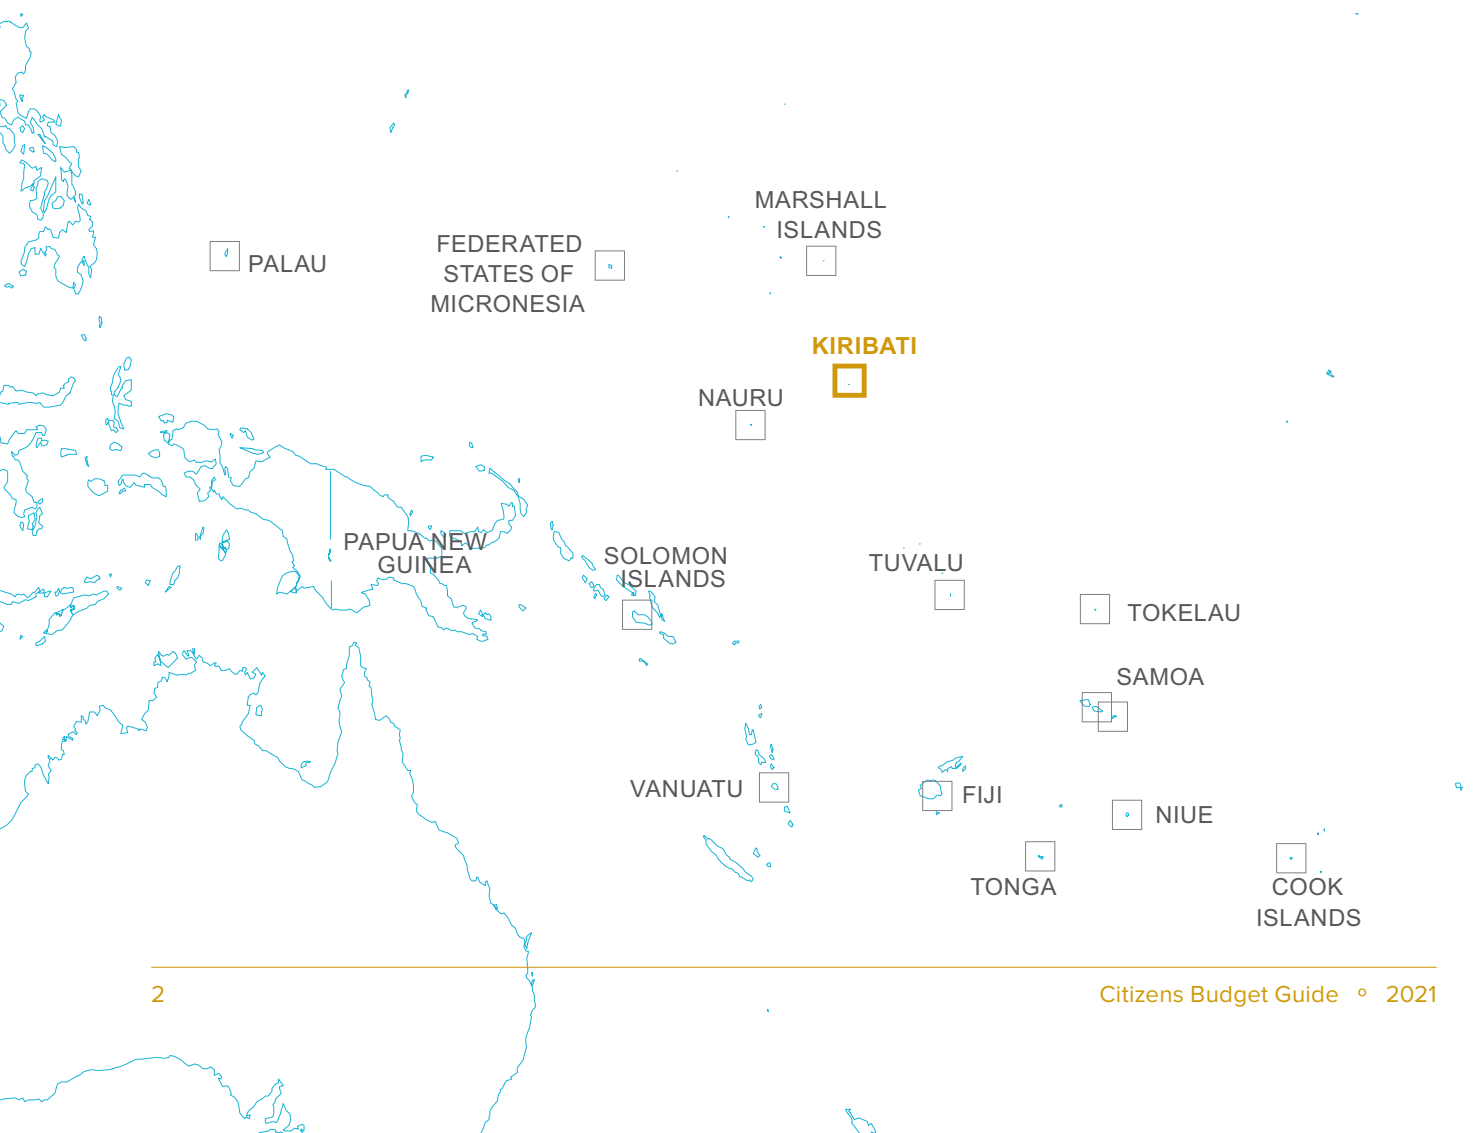 MARSHALL
ISLANDS
FEDERATED
STATES OF
MICRONESIA
PALAU
KIRIBATI
NAURU
PAPUA NEW
GUINEA
SOLOMON
ISLANDS
TUVALU
TOKELAU
SAMOA
VANUATU
FIJI
NIUE
TONGA
COOK
ISLANDS
2
Citizens Budget Guide º 2021